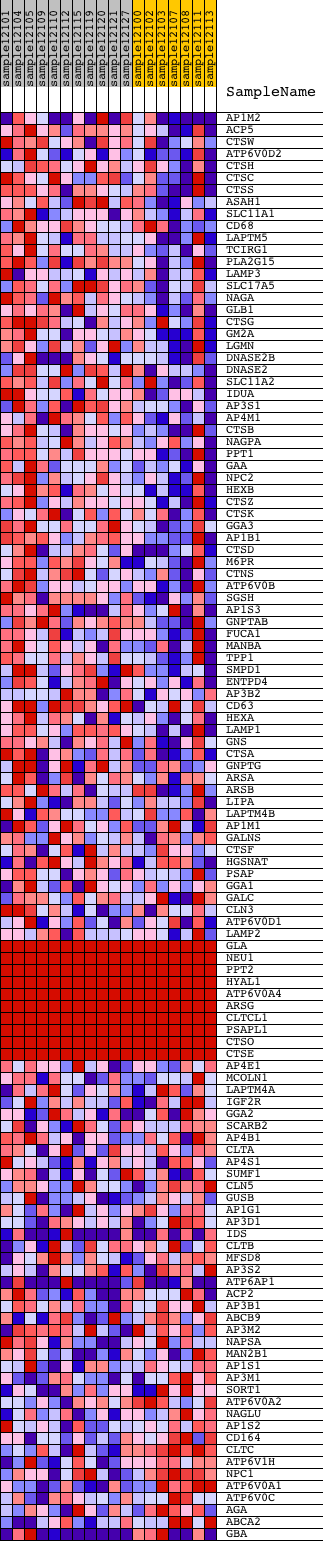 sample12101
sample12104
sample12105
sample12110
sample12112
sample12115
sample12120
sample12100
sample12102
sample12103
sample12107
sample12108
sample12111
SampleName
AP1M2
ACP5
CTSW
ATP6V0D2
CTSH
CTSC
CTSS
ASAH1
SLC11A1
CD68
LAPTM5
TCIRG1
PLA2G15
LAMP3
SLC17A5
NAGA
GLB1
CTSG
GM2A
LGMN
DNASE2B
DNASE2
SLC11A2
IDUA
AP3S1
AP4M1
CTSB
NAGPA
PPT1
GAA
NPC2
HEXB
CTSZ
CTSK
GGA3
AP1B1
CTSD
M6PR
CTNS
ATP6V0B
SGSH
AP1S3
GNPTAB
FUCA1
MANBA
TPP1
SMPD1
ENTPD4
AP3B2
CD63
HEXA
LAMP1
GNS
CTSA
GNPTG
ARSA
ARSB
LIPA
LAPTM4B
AP1M1
GALNS
CTSF
HGSNAT
PSAP
GGA1
GALC
CLN3
ATP6V0D1
LAMP2
GLA
NEU1
PPT2
HYAL1
ATP6V0A4
ARSG
CLTCL1
PSAPL1
CTSO
CTSE
AP4E1
MCOLN1
LAPTM4A
IGF2R
GGA2
SCARB2
AP4B1
CLTA
AP4S1
SUMF1
CLN5
GUSB
AP1G1
AP3D1
IDS
CLTB
MFSD8
AP3S2
ATP6AP1
ACP2
AP3B1
ABCB9
AP3M2
NAPSA
MAN2B1
AP1S1
AP3M1
SORT1
ATP6V0A2
NAGLU
AP1S2
CD164
CLTC
ATP6V1H
NPC1
ATP6V0A1
ATP6V0C
AGA
ABCA2
GBA